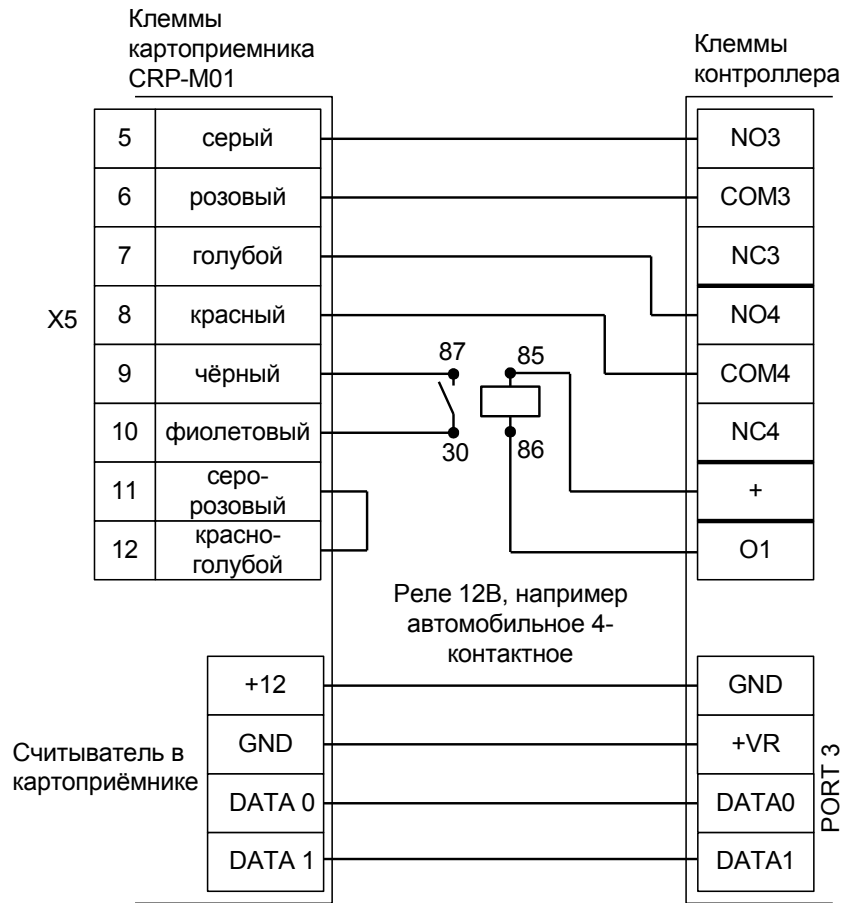 Клеммы
картоприемника
CRP-M01
Клеммы
контроллера
5 серый
6 розовый
7 голубой
8 красный
9 чёрный
10 фиолетовый
11 серо-
розовый
12 красно-
голубой
X5
87
30
85
86
NO3
COM3
NC3
NO4
COM4
NC4
+
O1
Реле 12В, например
автомобильное 4-
контактное
Считыватель в
картоприёмнике
+12
GND
DATA 0
DATA 1
GND
+VR
DATA0
DATA1
PORT 3